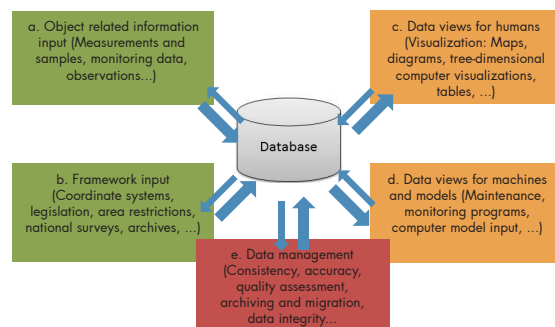 a. Object related information
input (Measurements and
samples, monitoring data,
observations...)
c. Data views for humans
(Visualization: Maps,
diagrams, tree-dimensional
computer visualizations,
tables, ...)
Database
b. Framework input
(Coordinate systems,
legislation, area restrictions,
national surveys, archives, ...)
d. Data views for machines
and models (Maintenance,
monitoring programs,
computer model input, ...)
e. Data management
(Consistency, accuracy,
quality assessment,
archiving and migration,
data integrity...